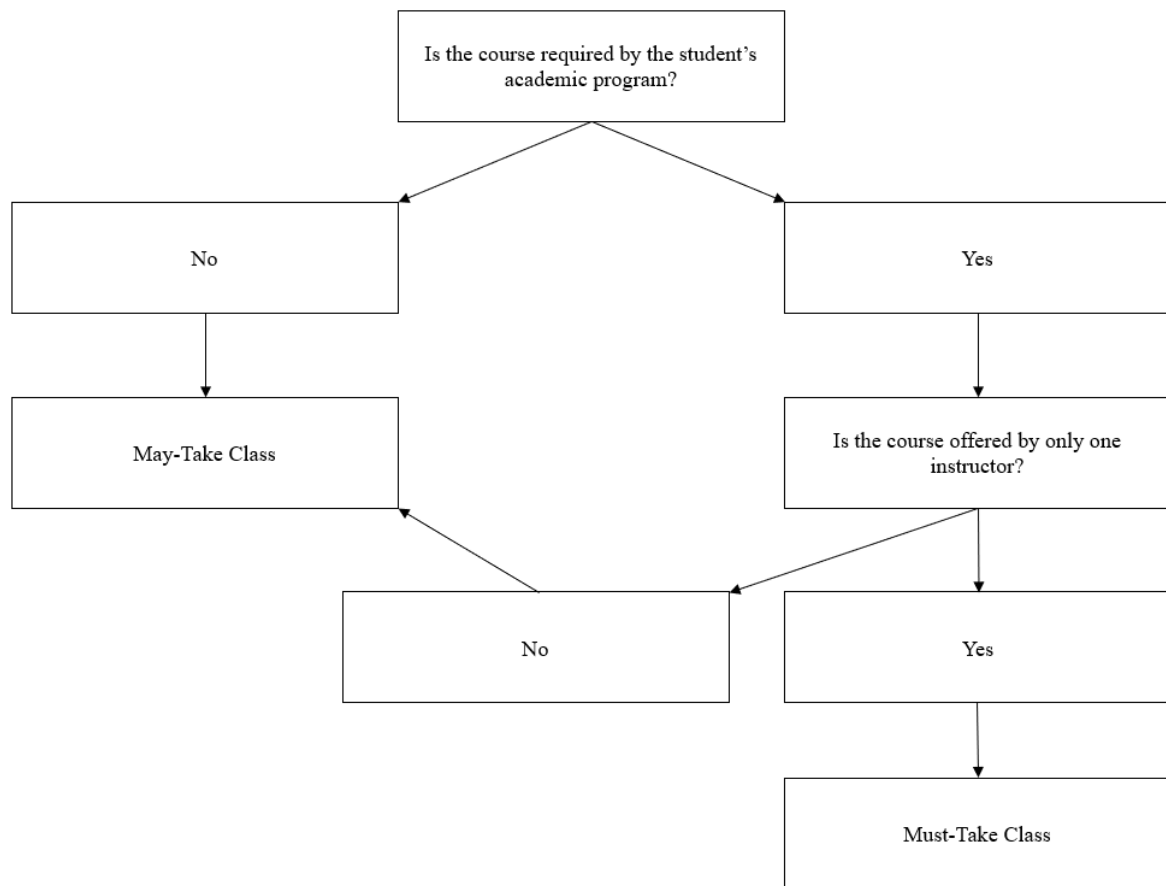 Is the course required by the student’s
academic program?
No
Yes
May-Take Class
Is the course offered by only one
instructor?
No
Yes
Must-Take Class